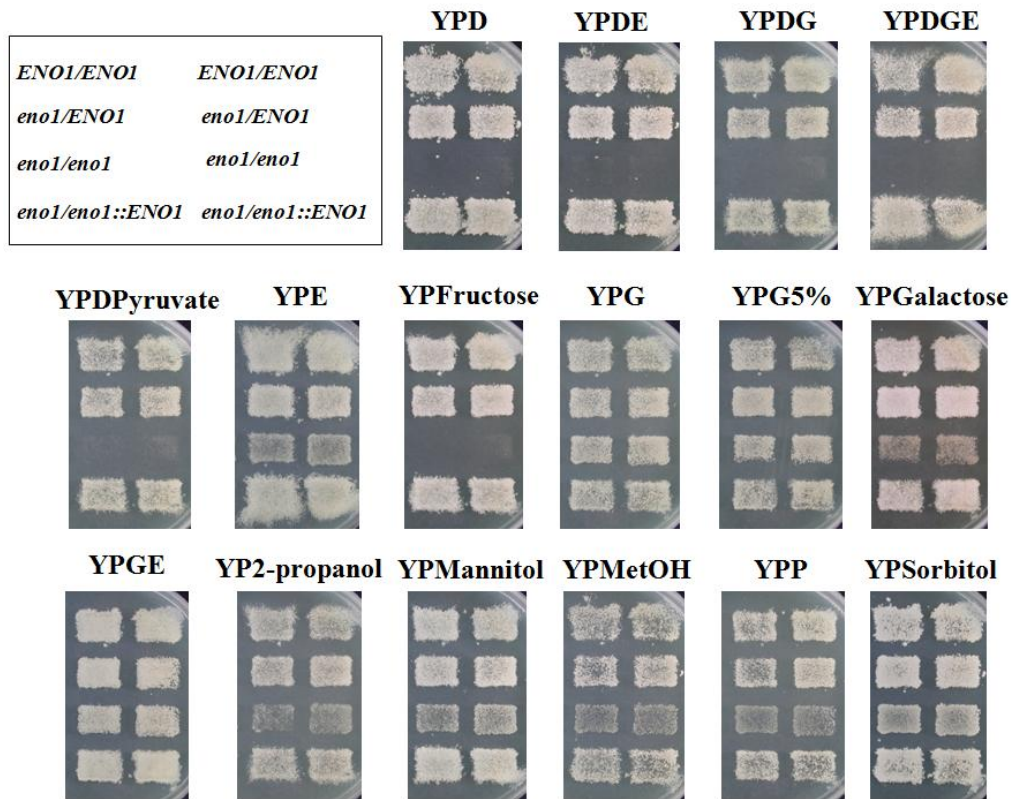 YPD YPDE YPDG YPDGE
ENO1/ENO1 ENO1/ENO1
eno1/ENO1 eno1/ENO1
eno1/eno1 eno1/eno1
eno1/eno1::ENO1 eno1/eno1::ENO1
YPDPyruvate YPE YPFructose YPG YPG5% YPGalactose
YPGE YP2-propanol YPMannitol YPMetOH YPP YPSorbitol